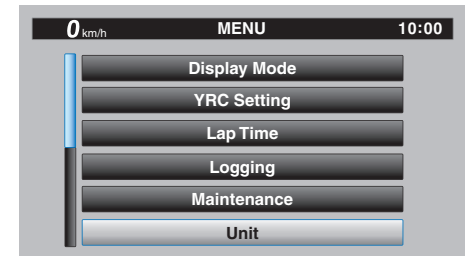 0 km/h MENU 10:00
Display Mode
YRC Setting
Lap Time
Logging
Maintenance
Unit